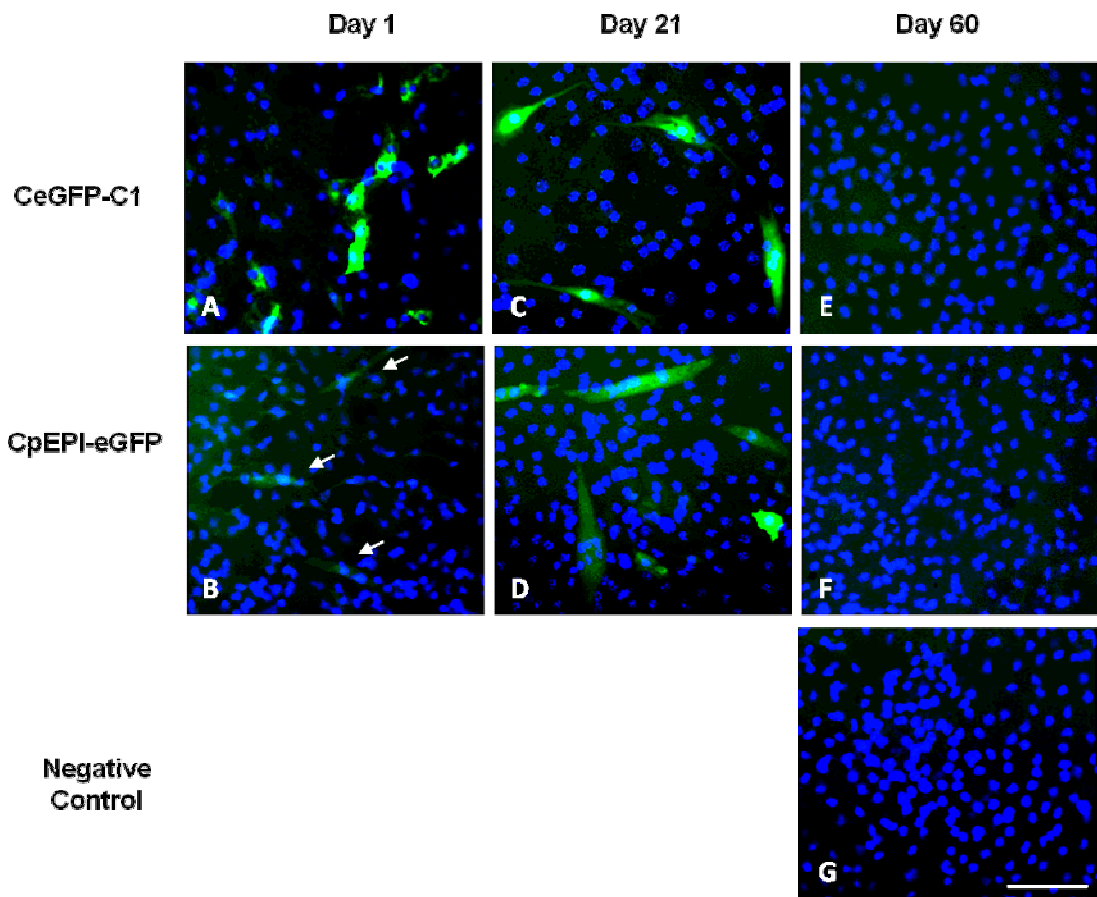 Day 1
Day 21
Day 60
CeGFP-C1
A
C
E
CpEPI-eGFP
B
D
F
Negative
Control
G